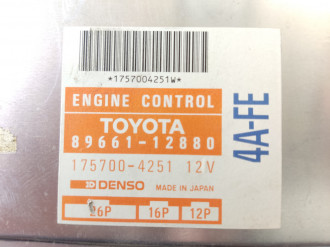 *1757004251W*
ENGINE CONTROL
TOYOTA
89661-12880
175700-4251 12V
DENSO MADE IN JAPAN
26P 16P 12P
4A-FE